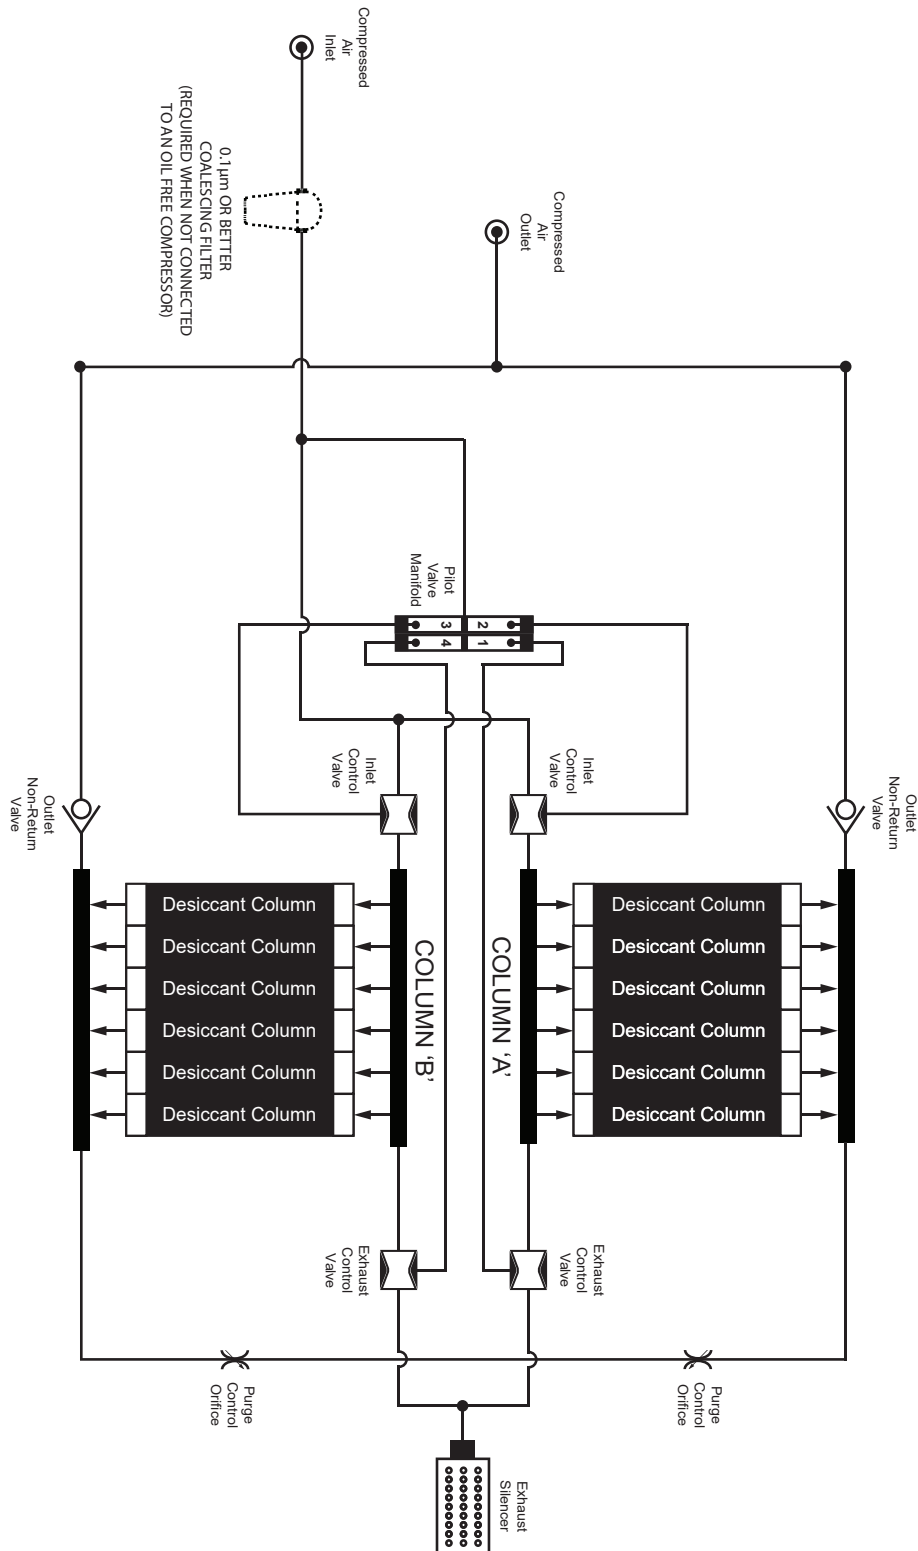 Compressed
Air
Inlet
0.1µm OR BETTER
COALESCING FILTER
(REQUIRED WHEN NOT CONNECTED
TO AN OIL FREE COMPRESSOR)
Compressed
Air
Outlet
Pilot
Valve
Manifold
3
2
4
1
Inlet
Control
Valve
Inlet
Control
Valve
Outlet
Non-Return
Valve
Outlet
Non-Return
Valve
Desiccant Column
Desiccant Column
Desiccant Column
Desiccant Column
Desiccant Column
Desiccant Column
COLUMN 'B'
COLUMN 'A'
Desiccant Column
Desiccant Column
Desiccant Column
Desiccant Column
Desiccant Column
Desiccant Column
Exhaust
Control
Valve
Exhaust
Control
Valve
Purge
Control
Orifice
Purge
Control
Orifice
Exhaust
Silencer